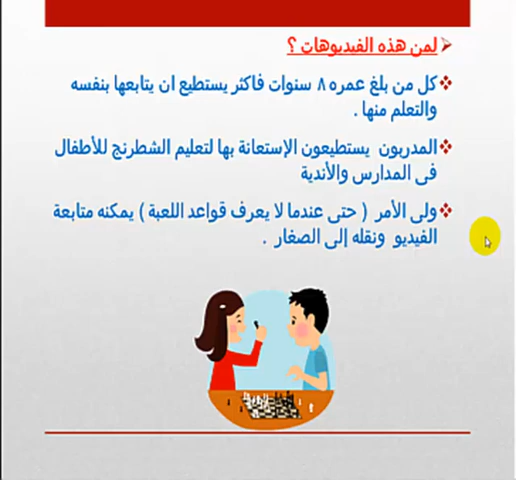 لمن هذه الفيديوهات ؟
كل من بلغ عمره ٨ سنوات فاكثر يستطيع ان يتابعها بنفسه
والتعلم منها .
المدربون يستطيعون الإستعانة بها لتعليم الشطرنج للأطفال
فى المدارس والأندية
ولى الأمر ( حتى عندما لا يعرف قواعد اللعبة ) يمكنه متابعة
الفيديو ونقله إلى الصغار .